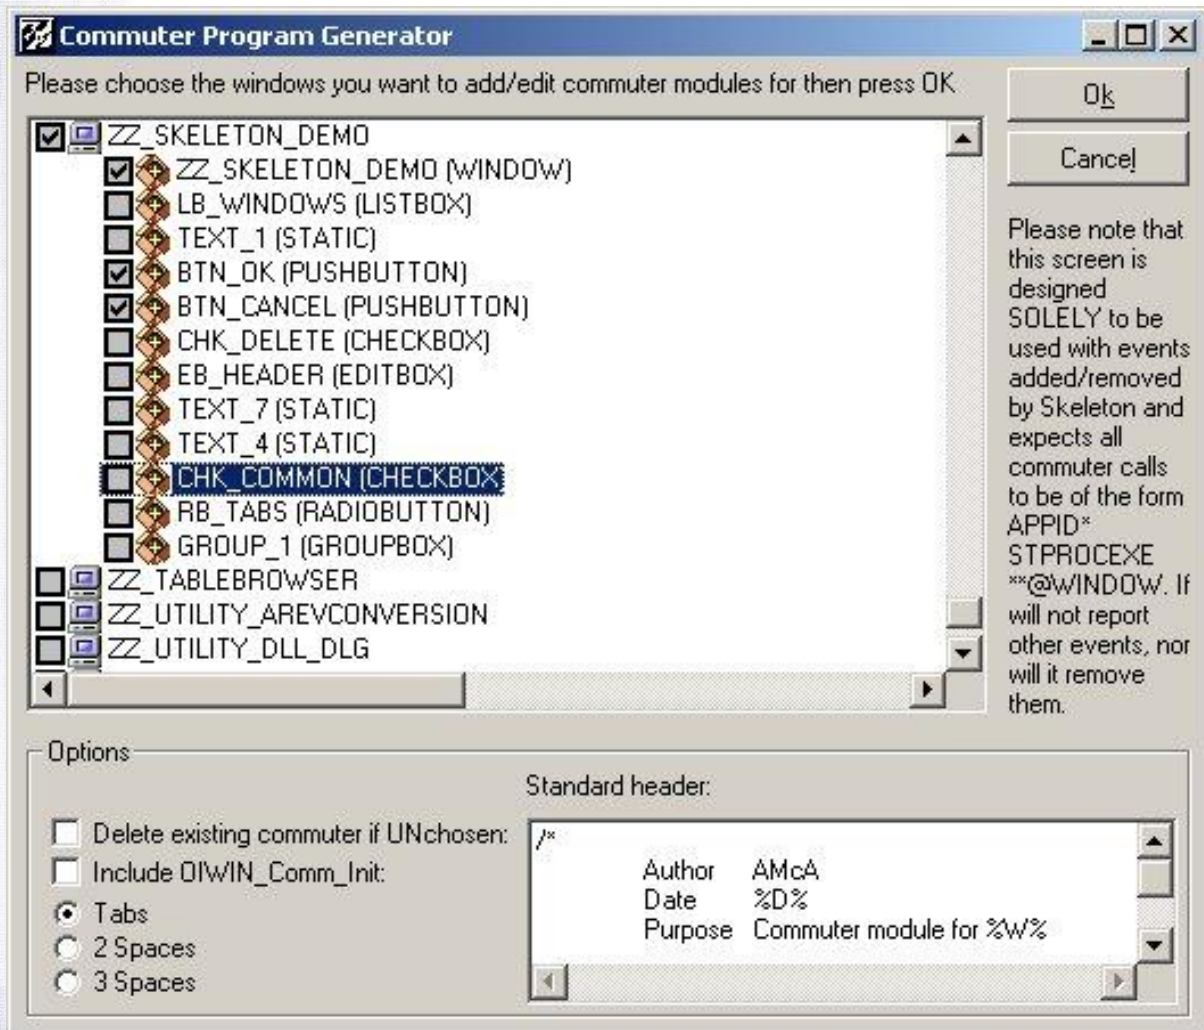 Commuter Program Generator
Please choose the windows you want to add/edit commuter modules for then press OK
Ok
Cancel
ZZ_SKELETON_DEMO
ZZ_SKELETON_DEMO (WINDOW)
LB_WINDOWS (LISTBOX)
TEXT_1 (STATIC)
BTN_OK (PUSHBUTTON)
BTN_CANCEL (PUSHBUTTON)
CHK_DELETE (CHECKBOX)
EB_HEADER (EDITBOX)
TEXT_7 (STATIC)
TEXT_4 (STATIC)
CHK_COMMON (CHECKBOX
RB_TABS (RADIOBUTTON)
GROUP_1 (GROUPBOX)
ZZ_TABLEBROWSER
ZZ_UTILITY_AREVCONVERSION
ZZ_UTILITY_DLL_DLG
Please note that
this screen is
designed
SOLELY to be
used with events
added/removed
by Skeleton and
expects all
commuter calls
to be of the form
APPID*
STPROCEXE
**@WINDOW. If
will not report
other events, nor
will it remove
them.
Options
Delete existing commuter if UNchosen:
Include OIWIN_Comm_Init:
Tabs
2 Spaces
3 Spaces
Standard header:
/*
Author AMcA
Date %D%
Purpose Commuter module for %W%